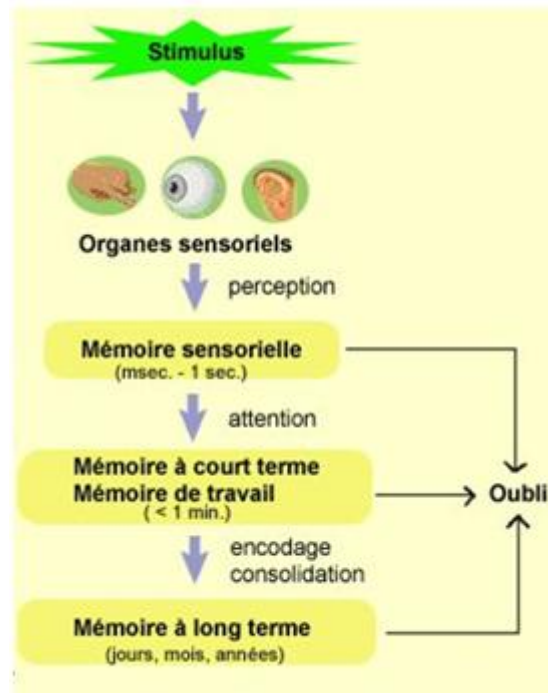 Stimulus
Organes sensoriels
perception
Mémoire sensorielle
(msec. - 1 sec.)
attention
Mémoire à court terme
Mémoire de travail
( < 1 min.)
Oubli
encodage
consolidation
Mémoire à long terme
(jours, mois, années)